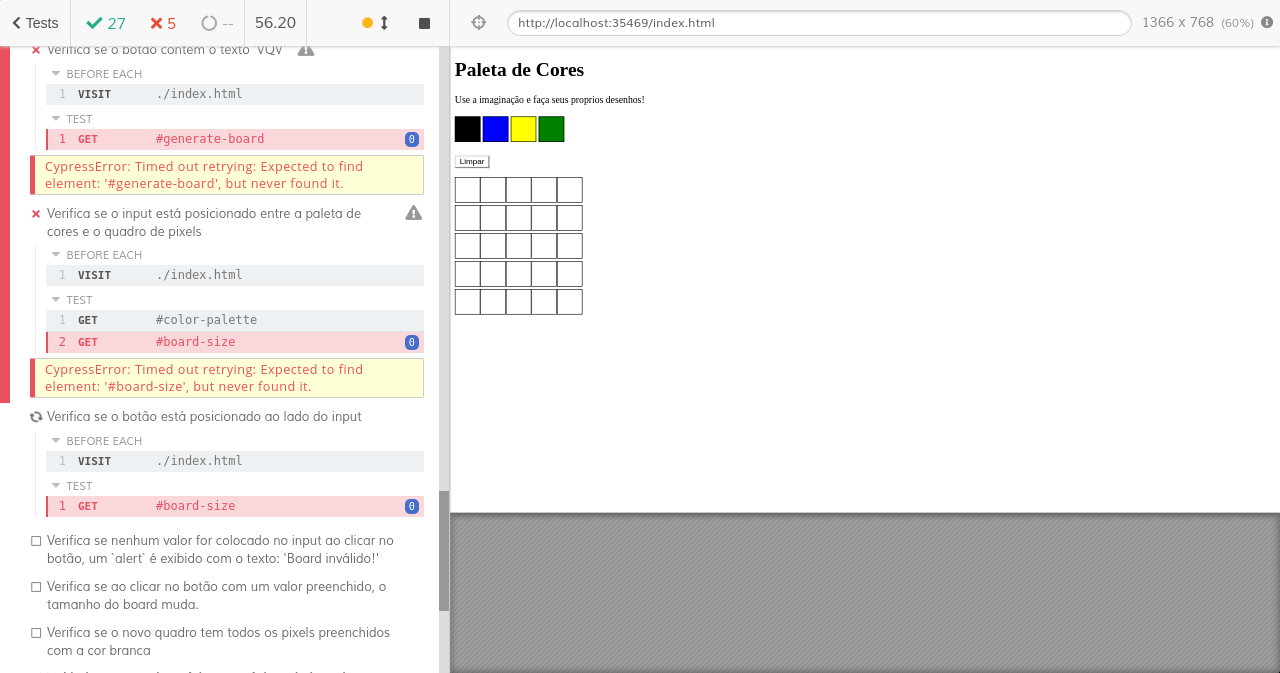 Tests
27
5
--
56.20
http://localhost:35469/index.html
1366 x 768 (60%)
Verifica se o botão contém o texto 'VQV'
BEFORE EACH
1 VISIT ./index.html
TEST
1 GET #generate-board 0
CypressError: Timed out retrying: Expected to find
element: '#generate-board', but never found it.
Verifica se o input está posicionado entre a paleta de
cores e o quadro de pixels
BEFORE EACH
1 VISIT ./index.html
TEST
1 GET #color-palette
2 GET #board-size 0
CypressError: Timed out retrying: Expected to find
element: '#board-size', but never found it.
Verifica se o botão está posicionado ao lado do input
BEFORE EACH
1 VISIT ./index.html
TEST
1 GET #board-size 0
Verifica se nenhum valor for colocado no input ao clicar no
botão, um `alert` é exibido com o texto: 'Board inválido!'
Verifica se ao clicar no botão com um valor preenchido, o
tamanho do board muda.
Verifica se o novo quadro tem todos os pixels preenchidos
com a cor branca
Paleta de Cores
Use a imaginação e faça seus proprios desenhos!
Limpar